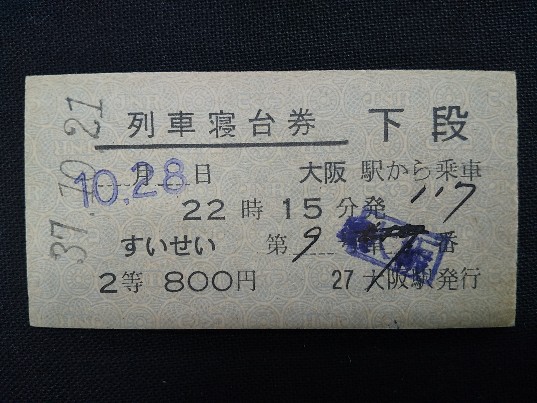 37.10.21
列車寝台券 下段
10.28 月 日 大阪 駅から乗車
22時15分発 117
すいせい 第9 番
2等 800円 27 大阪駅発行